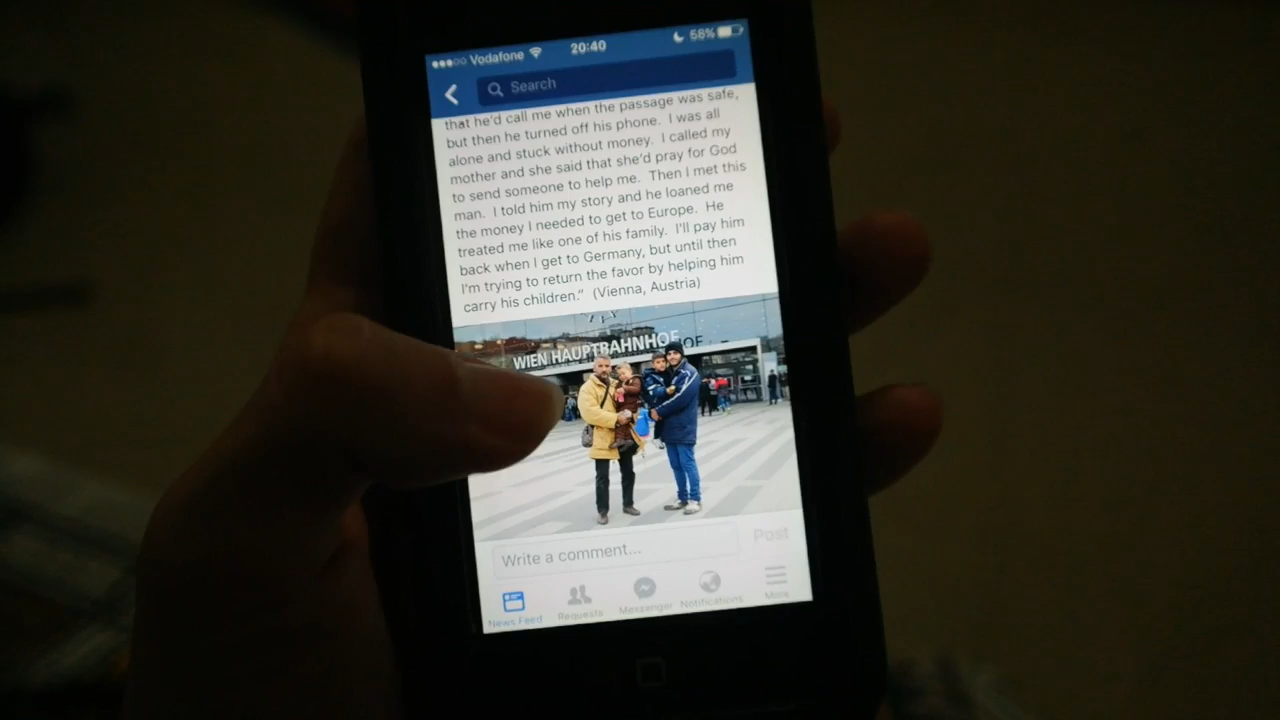 Vodafone 20:40 58%
Search
that he'd call me when the passage was safe,
but then he turned off his phone. I was all
alone and stuck without money. I called my
mother and she said that she'd pray for God
to send someone to help me. Then I met this
man. I told him my story and he loaned me
the money I needed to get to Europe. He
treated me like one of his family. I'll pay him
back when I get to Germany, but until then
I'm trying to return the favor by helping him
carry his children." (Vienna, Austria)
WIEN HAUPTBAHNHOF HOF
Write a comment... Post
News Feed Requests Messenger Notifications More